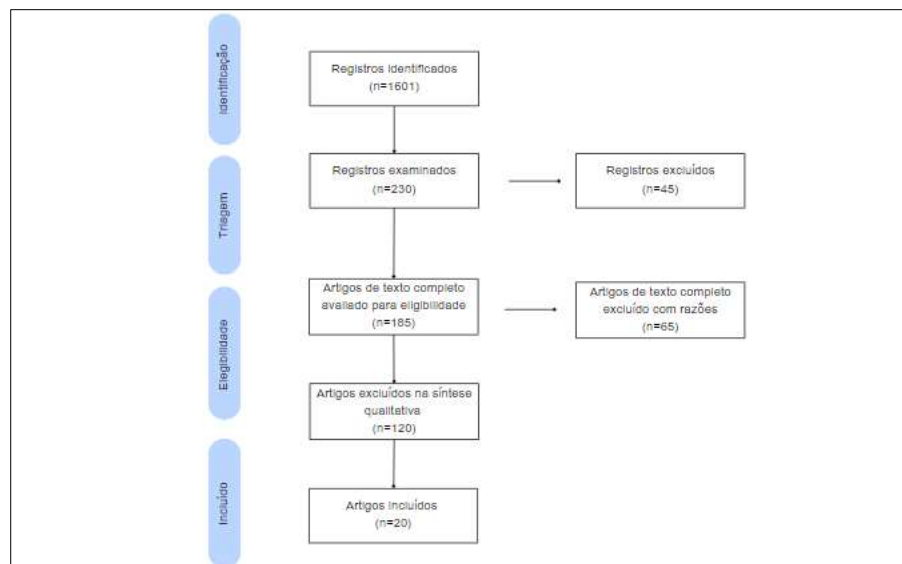 Identificação
Registros Identificados
(n=1601)
Triagem
Registros examinados
(n=230)
Registros excluídos
(n=45)
Elegibilidade
Artigos de texto completo
avaliado para eligibilidade
(n=185)
Artigos de texto completo
excluído com razões
(n=65)
Artigos excluídos na síntese
qualitativa
(n=120)
Incluído
Artigos Incluídos
(n=20)